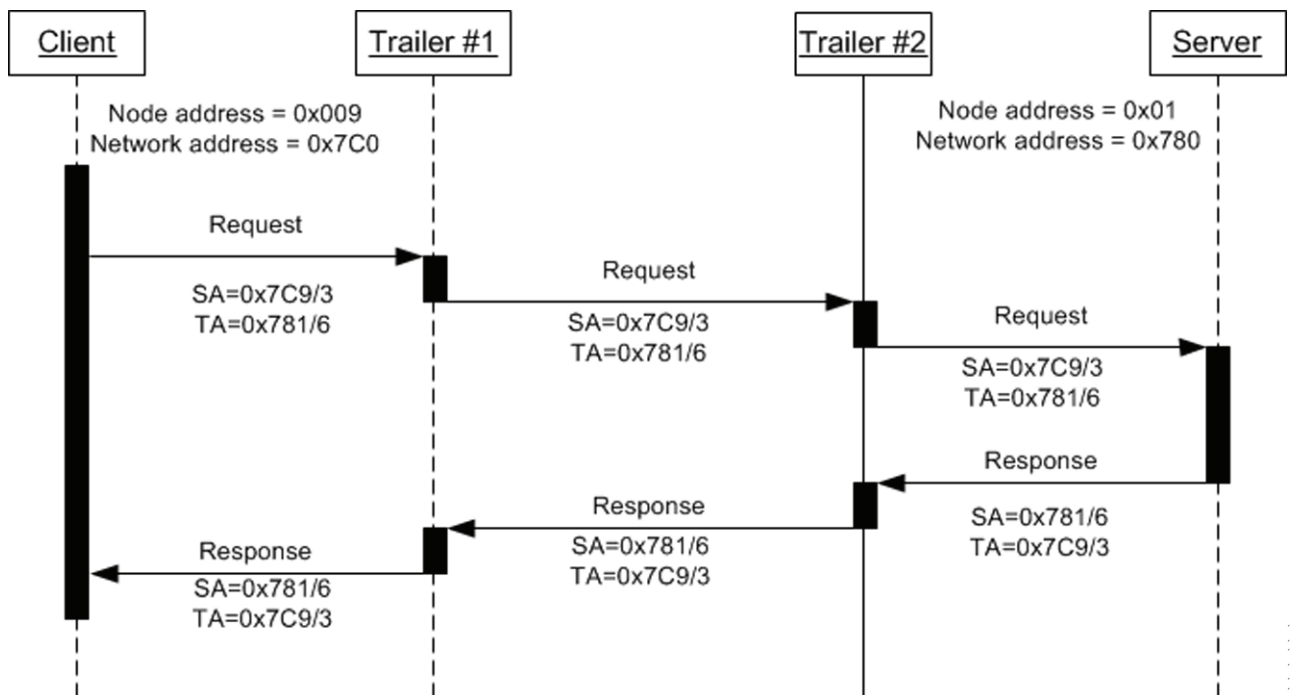 Client
Trailer #1
Trailer #2
Server
Node address = 0x009
Network address = 0x7C0
Node address = 0x01
Network address = 0x780
Request
SA=0x7C9/3
TA=0x781/6
Request
SA=0x7C9/3
TA=0x781/6
Request
SA=0x7C9/3
TA=0x781/6
Response
SA=0x781/6
TA=0x7C9/3
Response
SA=0x781/6
TA=0x7C9/3
Response
SA=0x781/6
TA=0x7C9/3